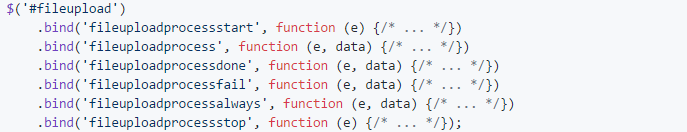 $('#fileupload')
    .bind('fileuploadprocessstart', function (e) {/* ... */})
    .bind('fileuploadprocess', function (e, data) {/* ... */})
    .bind('fileuploadprocessdone', function (e, data) {/* ... */})
    .bind('fileuploadprocessfail', function (e, data) {/* ... */})
    .bind('fileuploadprocessalways', function (e, data) {/* ... */})
    .bind('fileuploadprocessstop', function (e) {/* ... */});